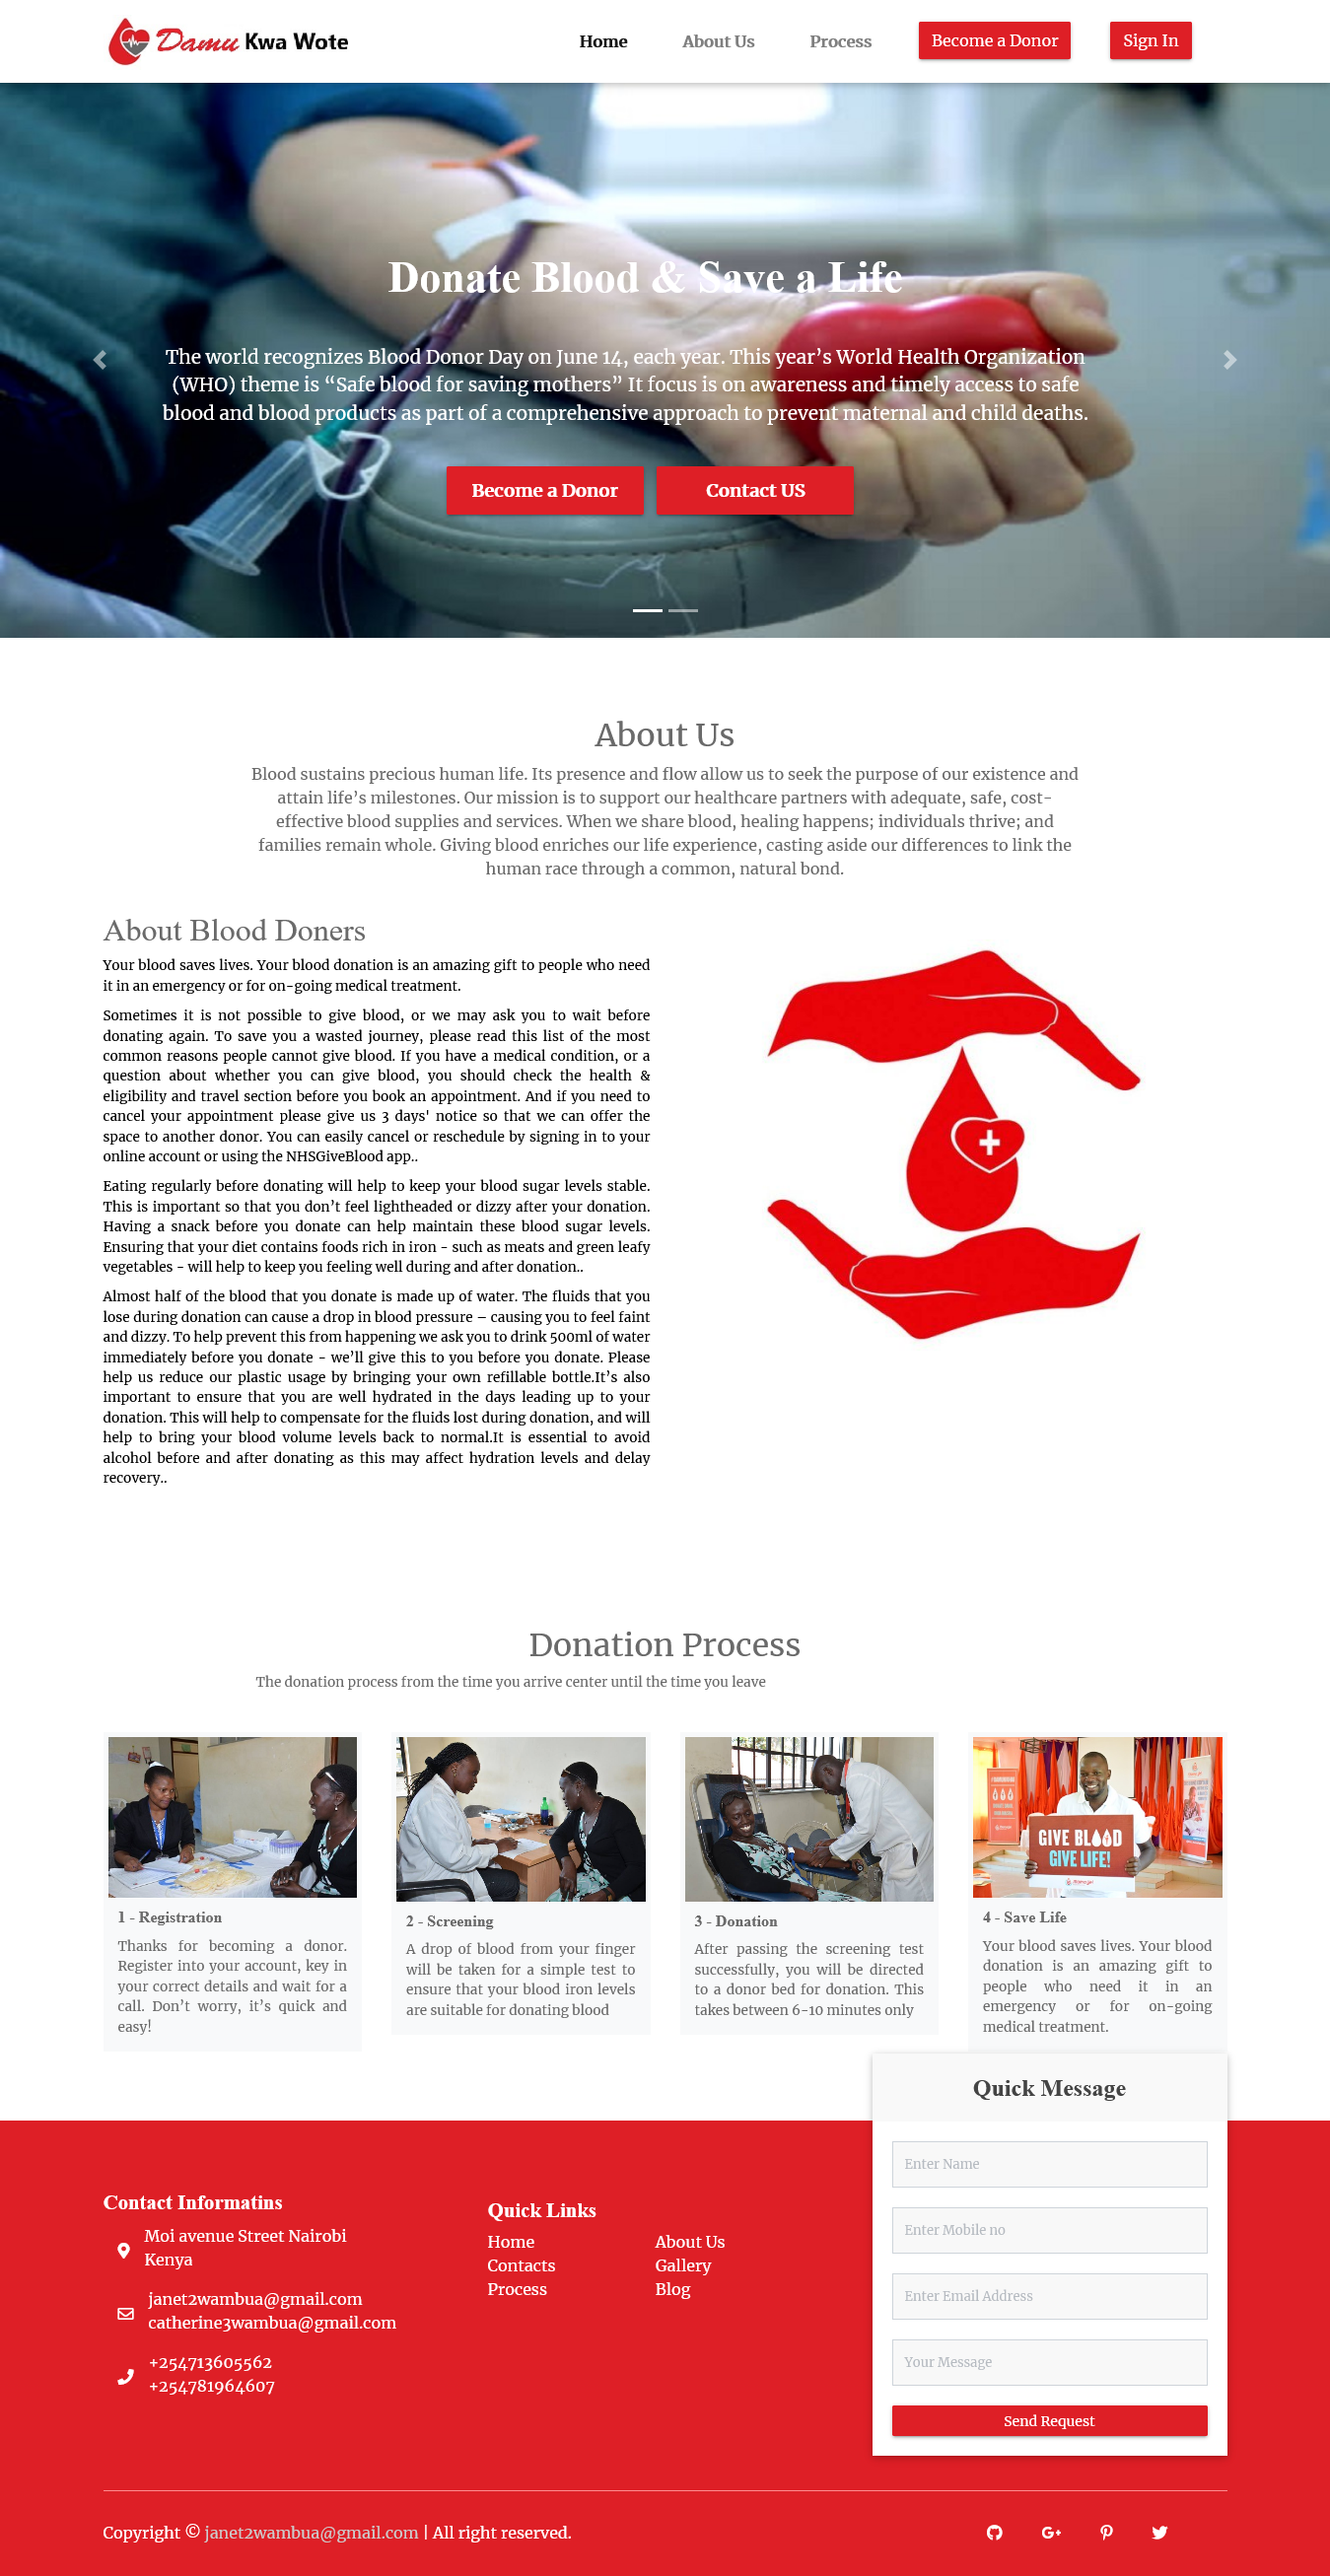 Damu Kwa Wote
Home
About Us
Process
Become a Donor
Sign In
Donate Blood & Save a Life
The world recognizes Blood Donor Day on June 14, each year. This year’s World Health Organization
(WHO) theme is “Safe blood for saving mothers” It focus is on awareness and timely access to safe
blood and blood products as part of a comprehensive approach to prevent maternal and child deaths.
Become a Donor
Contact US
About Us
Blood sustains precious human life. Its presence and flow allow us to seek the purpose of our existence and
attain life’s milestones. Our mission is to support our healthcare partners with adequate, safe, cost-
effective blood supplies and services. When we share blood, healing happens; individuals thrive; and
families remain whole. Giving blood enriches our life experience, casting aside our differences to link the
human race through a common, natural bond.
About Blood Doners
Your blood saves lives. Your blood donation is an amazing gift to people who need
it in an emergency or for on-going medical treatment.
Sometimes it is not possible to give blood, or we may ask you to wait before
donating again. To save you a wasted journey, please read this list of the most
common reasons people cannot give blood. If you have a medical condition, or a
question about whether you can give blood, you should check the health &
eligibility and travel section before you book an appointment. And if you need to
cancel your appointment please give us 3 days' notice so that we can offer the
space to another donor. You can easily cancel or reschedule by signing in to your
online account or using the NHSGiveBlood app..
Eating regularly before donating will help to keep your blood sugar levels stable.
This is important so that you don’t feel lightheaded or dizzy after your donation.
Having a snack before you donate can help maintain these blood sugar levels.
Ensuring that your diet contains foods rich in iron - such as meats and green leafy
vegetables - will help to keep you feeling well during and after donation..
Almost half of the blood that you donate is made up of water. The fluids that you
lose during donation can cause a drop in blood pressure – causing you to feel faint
and dizzy. To help prevent this from happening we ask you to drink 500ml of water
immediately before you donate - we’ll give this to you before you donate. Please
help us reduce our plastic usage by bringing your own refillable bottle.It’s also
important to ensure that you are well hydrated in the days leading up to your
donation. This will help to compensate for the fluids lost during donation, and will
help to bring your blood volume levels back to normal.It is essential to avoid
alcohol before and after donating as this may affect hydration levels and delay
recovery..
Donation Process
The donation process from the time you arrive center until the time you leave
1 - Registration
Thanks for becoming a donor.
Register into your account, key in
your correct details and wait for a
call. Don’t worry, it’s quick and
easy!
2 - Screening
A drop of blood from your finger
will be taken for a simple test to
ensure that your blood iron levels
are suitable for donating blood
3 - Donation
After passing the screening test
successfully, you will be directed
to a donor bed for donation. This
takes between 6-10 minutes only
GIVE BLOOD
GIVE LIFE!
4 - Save Life
Your blood saves lives. Your blood
donation is an amazing gift to
people who need it in an
emergency or for on-going
medical treatment.
Quick Message
Enter Name
Enter Mobile no
Enter Email Address
Your Message
Send Request
Contact Informatins
Moi avenue Street Nairobi
Kenya
janet2wambua@gmail.com
catherine3wambua@gmail.com
+254713605562
+254781964607
Quick Links
Home
About Us
Contacts
Gallery
Process
Blog
Copyright © janet2wambua@gmail.com | All right reserved.